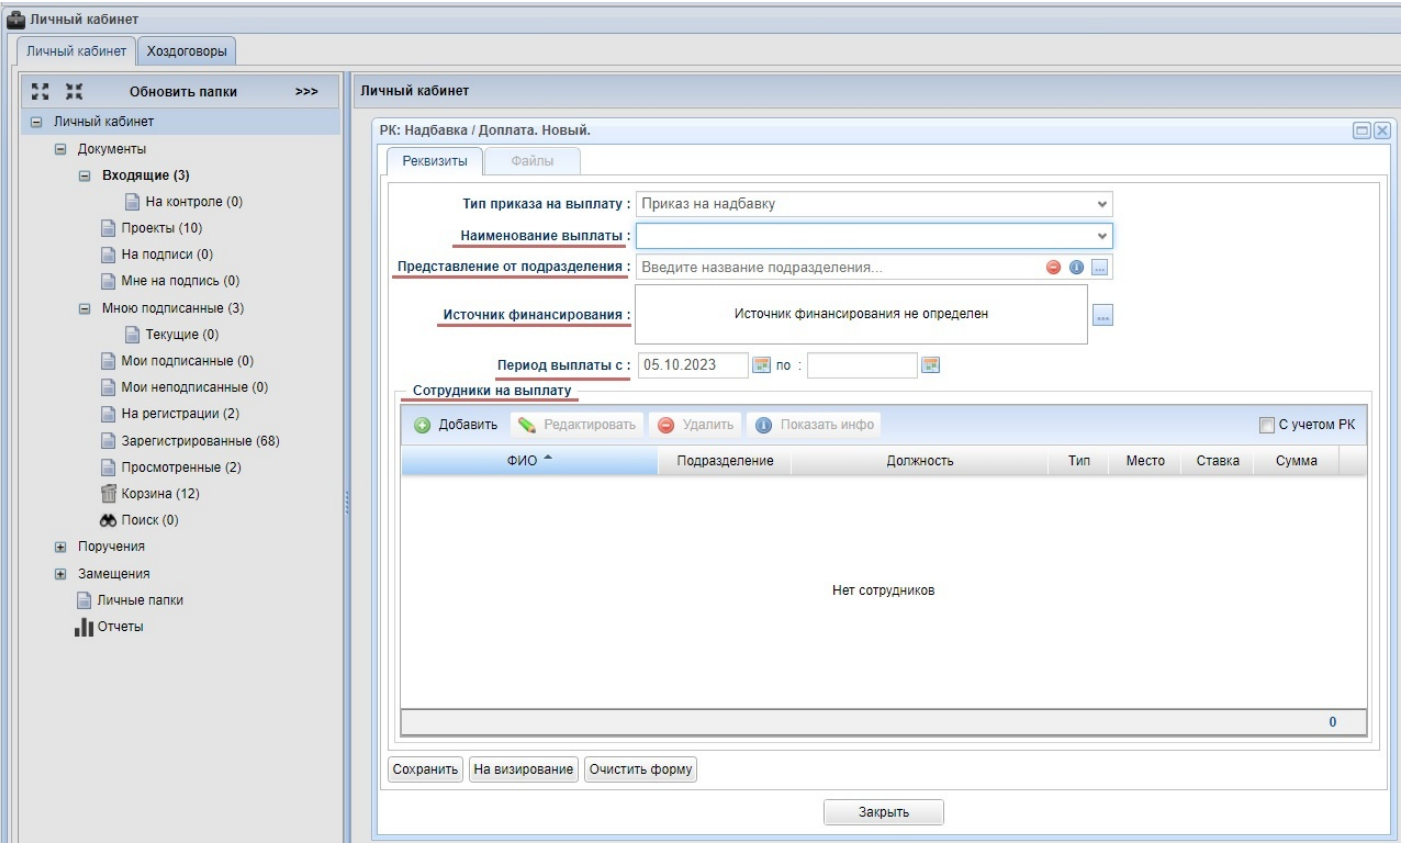 Личный кабинет
Личный кабинет Хоздоговоры
Обновить папки >>>
Личный кабинет
Документы
Входящие (3)
На контроле (0)
Проекты (10)
На подписи (0)
Мне на подпись (0)
Мною подписанные (3)
Текущие (0)
Мои подписанные (0)
Мои неподписанные (0)
На регистрации (2)
Зарегистрированные (68)
Просмотренные (2)
Корзина (12)
Поиск (0)
Поручения
Замещения
Личные папки
Отчеты
Личный кабинет
РК: Надбавка / Доплата. Новый.
Реквизиты Файлы
Тип приказа на выплату : Приказ на надбавку
Наименование выплаты :
Представление от подразделения : Введите название подразделения...
Источник финансирования : Источник финансирования не определен
Период выплаты с : 05.10.2023 по :
Сотрудники на выплату
Добавить Редактировать Удалить Показать инфо С учетом РК
ФИО Подразделение Должность Тип Место Ставка Сумма
Нет сотрудников
0
Сохранить На визирование Очистить форму
Закрыть